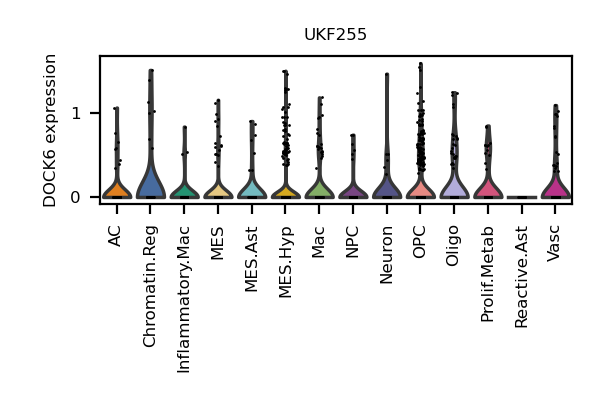 UKF255
DOCK6 expression
1
0
AC
Chromatin.Reg
Inflammatory.Mac
MES
MES.Ast
MES.Hyp
Mac
NPC
Neuron
OPC
Oligo
Prolif.Metab
Reactive.Ast
Vasc